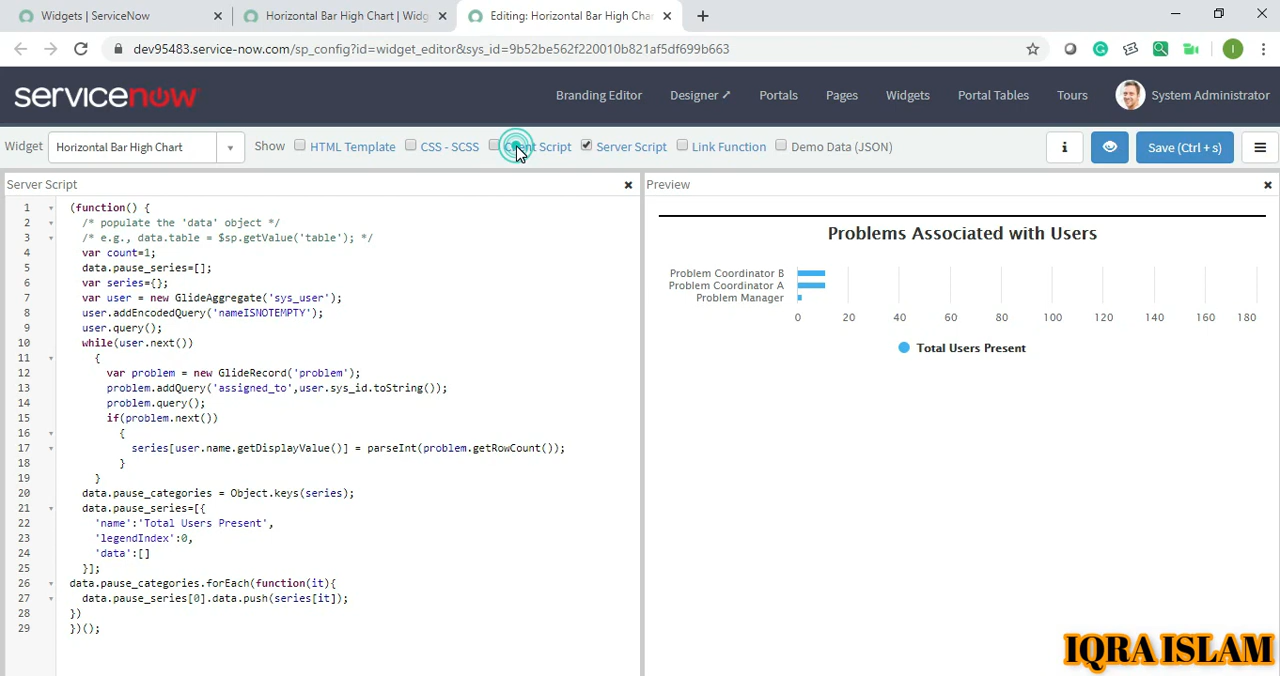 Widgets | ServiceNow
Horizontal Bar High Chart | Widg
Editing: Horizontal Bar High Char
dev95483.service-now.com/sp_config?id=widget_editor&sys_id=9b52be562f220010b821af5df699b663
I
servicenow
Branding Editor
Designer
Portals
Pages
Widgets
Portal Tables
Tours
System Administrator
Widget
Horizontal Bar High Chart
Show
HTML Template
CSS - SCSS
Client Script
Server Script
Link Function
Demo Data (JSON)
i
Save (Ctrl + s)
Server Script
1 (function() {
2 /* populate the 'data' object */
3 /* e.g., data.table = $sp.getValue('table'); */
4 var count=1;
5 data.pause_series=[];
6 var series={};
7 var user = new GlideAggregate('sys_user');
8 user.addEncodedQuery('nameISNOTEMPTY');
9 user.query();
10 while(user.next())
11 {
12 var problem = new GlideRecord('problem');
13 problem.addQuery('assigned_to',user.sys_id.toString());
14 problem.query();
15 if(problem.next())
16 {
17 series[user.name.getDisplayValue()] = parseInt(problem.getRowCount());
18 }
19 }
20 data.pause_categories = Object.keys(series);
21 data.pause_series=[{
22 'name':'Total Users Present',
23 'legendIndex':0,
24 'data':[]
25 }];
26 data.pause_categories.forEach(function(it){
27 data.pause_series[0].data.push(series[it]);
28 })
29 })();
Preview
Problems Associated with Users
Problem Coordinator B
Problem Coordinator A
Problem Manager
0 20 40 60 80 100 120 140 160 180
Total Users Present
IQRA ISLAM